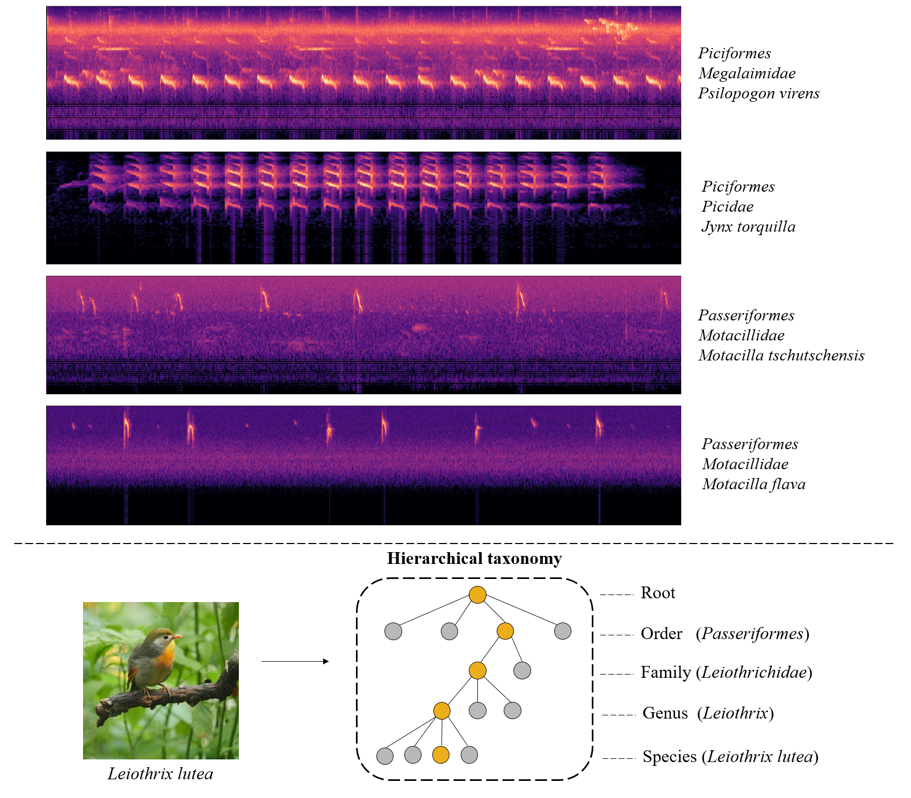 Piciformes
Megalaimidae
Psilopogon virens
Piciformes
Picidae
Jynx torquilla
Passeriformes
Motacillidae
Motacilla tschutschensis
Passeriformes
Motacillidae
Motacilla flava
Hierarchical taxonomy
Root
Order (Passeriformes)
Family (Leiothrichidae)
Genus (Leiothrix)
Species (Leiothrix lutea)
Leiothrix lutea